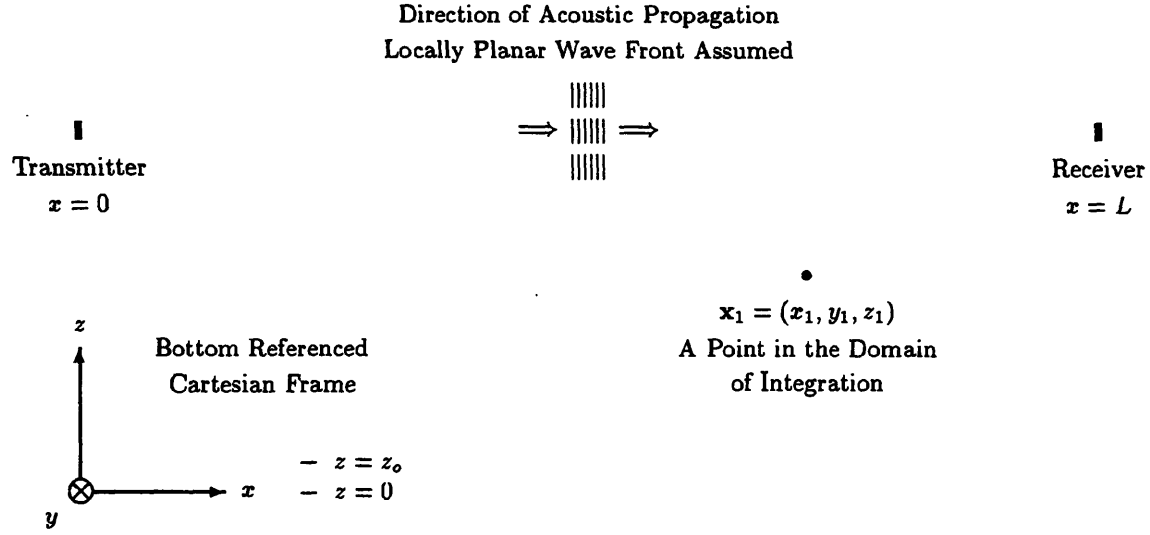 Direction of Acoustic Propagation
Locally Planar Wave Front Assumed
Transmitter
x = 0
Receiver
x = L
x₁ = (x₁, y₁, z₁)
A Point in the Domain
of Integration
z
Bottom Referenced
Cartesian Frame
– z = zₒ
x – z = 0
y